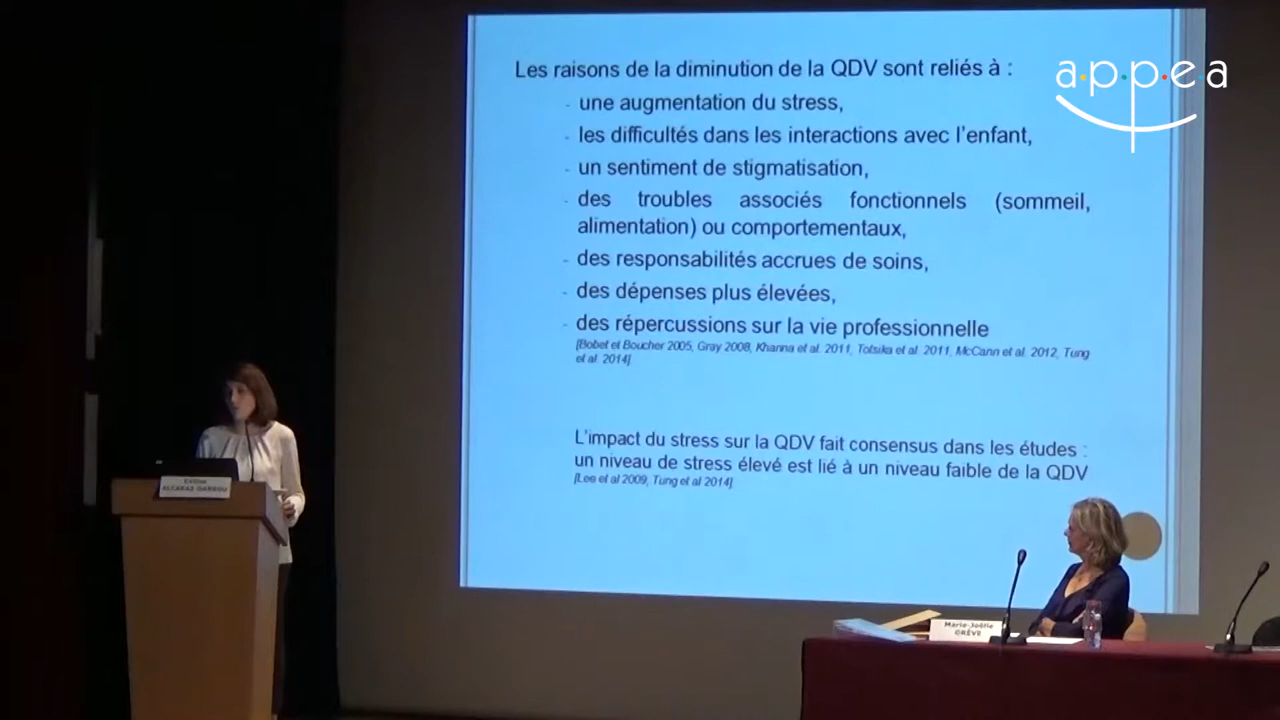 Les raisons de la diminution de la QDV sont reliés à :
- une augmentation du stress,
- les difficultés dans les interactions avec l'enfant,
- un sentiment de stigmatisation,
- des troubles associés fonctionnels (sommeil,
alimentation) ou comportementaux,
- des responsabilités accrues de soins,
- des dépenses plus élevées,
- des répercussions sur la vie professionnelle
[Bobet et Boucher 2005, Gray 2008, Khanna et al. 2011, Totsika et al. 2011, McCann et al. 2012, Tung
et al. 2014]
L'impact du stress sur la QDV fait consensus dans les études :
un niveau de stress élevé est lié à un niveau faible de la QDV
[Lee et al 2009, Tung et al 2014]
a.p.p.e.a
ALCARAZ DARROU
Marie-Joëlle
ORÈVE